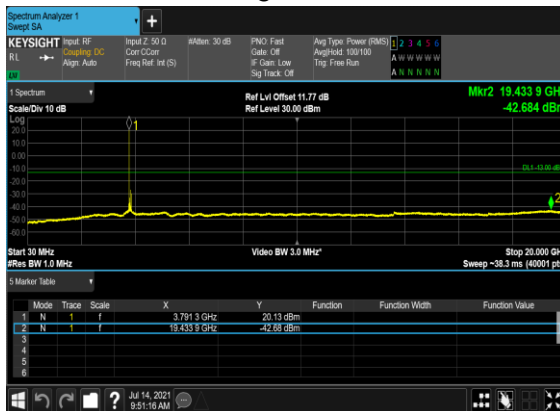 Spectrum Analyzer 1
Swept SA
KEYSIGHT Input: RF Input Z: 50 Ω #Atten: 30 dB PNO: Fast Avg Type: Power (RMS) 1 2 3 4 5 6
RL Coupling: DC Corr CCorr Gate: Off Avg|Hold: 100/100 A W W W W W
Align: Auto Freq Ref: Int (S) IF Gain: Low Trig: Free Run
Sig Track: Off A N N N N N
1 Spectrum Ref Lvl Offset 11.77 dB Mkr2 19.433 9 GH
Scale/Div 10 dB Ref Level 30.00 dBm -42.684 dBr
Log
20.0 1
10.0
0.00
-10.0 DL1 -13.00 dB
-20.0
-30.0
-40.0 2
-50.0
-60.0
Start 30 MHz Video BW 3.0 MHz* Stop 20.000 GH
#Res BW 1.0 MHz Sweep ~38.3 ms (40001 pt
5 Marker Table
Mode Trace Scale X Y Function Function Width Function Value
1 N 1 f 3.791 3 GHz 20.13 dBm
2 N 1 f 19.433 9 GHz -42.68 dBm
3
4
5
6
? Jul 14, 2021
9:51:16 AM